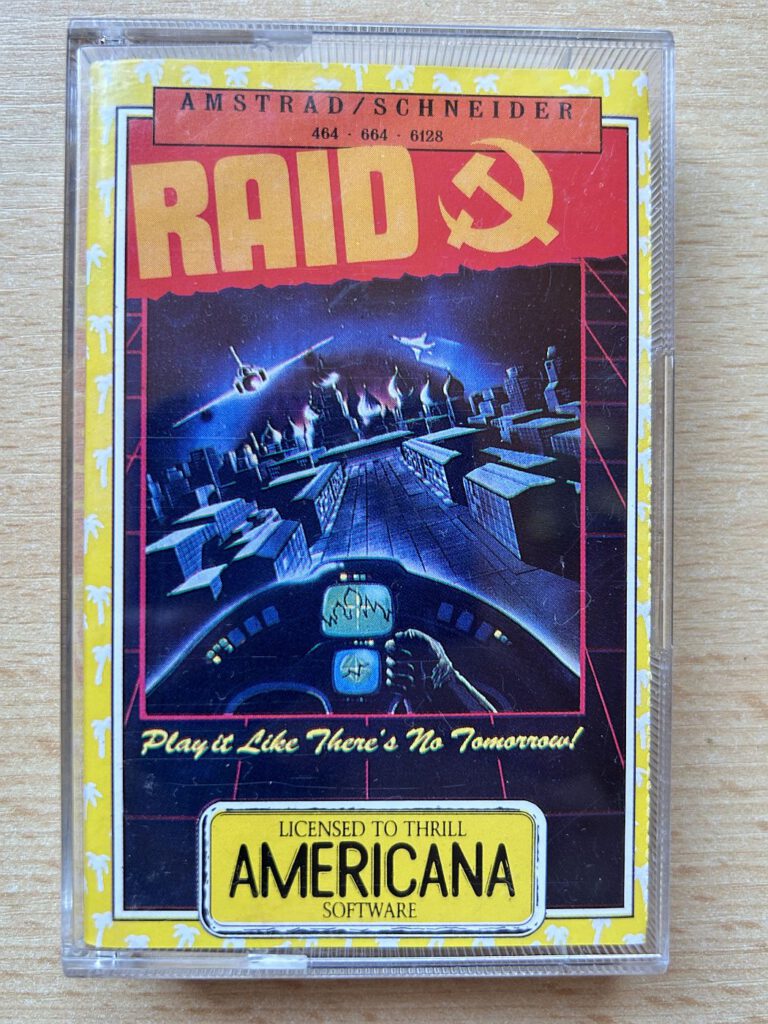 AMSTRAD/SCHNEIDER
464 · 664 · 6128
RAID
Play it Like There's No Tomorrow!
LICENSED TO THRILL
AMERICANA
SOFTWARE